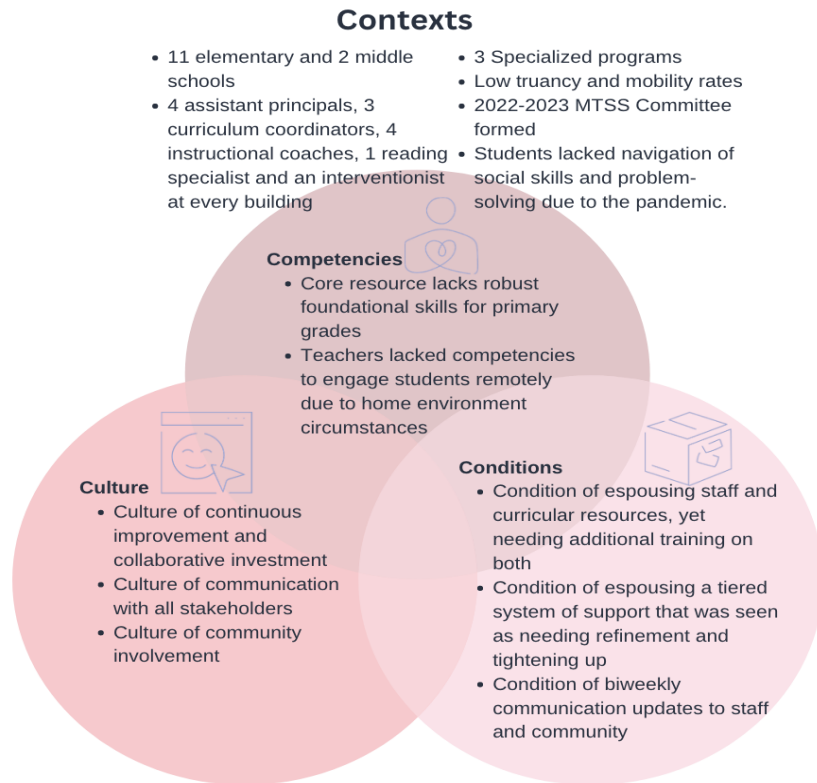 Contexts
• 11 elementary and 2 middle
schools
• 4 assistant principals, 3
curriculum coordinators, 4
instructional coaches, 1 reading
specialist and an interventionist
at every building
• 3 Specialized programs
• Low truancy and mobility rates
• 2022-2023 MTSS Committee
formed
• Students lacked navigation of
social skills and problem-
solving due to the pandemic.
Competencies
• Core resource lacks robust
foundational skills for primary
grades
• Teachers lacked competencies
to engage students remotely
due to home environment
circumstances
Culture
• Culture of continuous
improvement and
collaborative investment
• Culture of communication
with all stakeholders
• Culture of community
involvement
Conditions
• Condition of espousing staff and
curricular resources, yet
needing additional training on
both
• Condition of espousing a tiered
system of support that was seen
as needing refinement and
tightening up
• Condition of biweekly
communication updates to staff
and community